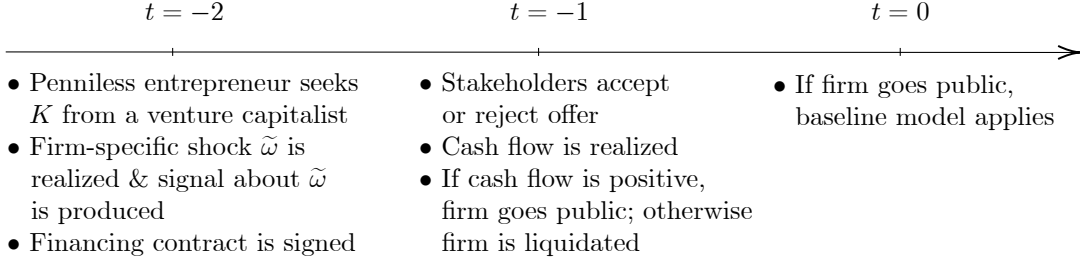 t = −2
• Penniless entrepreneur seeks
K from a venture capitalist
• Firm-specific shock ω̃ is
realized & signal about ω̃
is produced
• Financing contract is signed
t = −1
• Stakeholders accept
or reject offer
• Cash flow is realized
• If cash flow is positive,
firm goes public; otherwise
firm is liquidated
t = 0
• If firm goes public,
baseline model applies